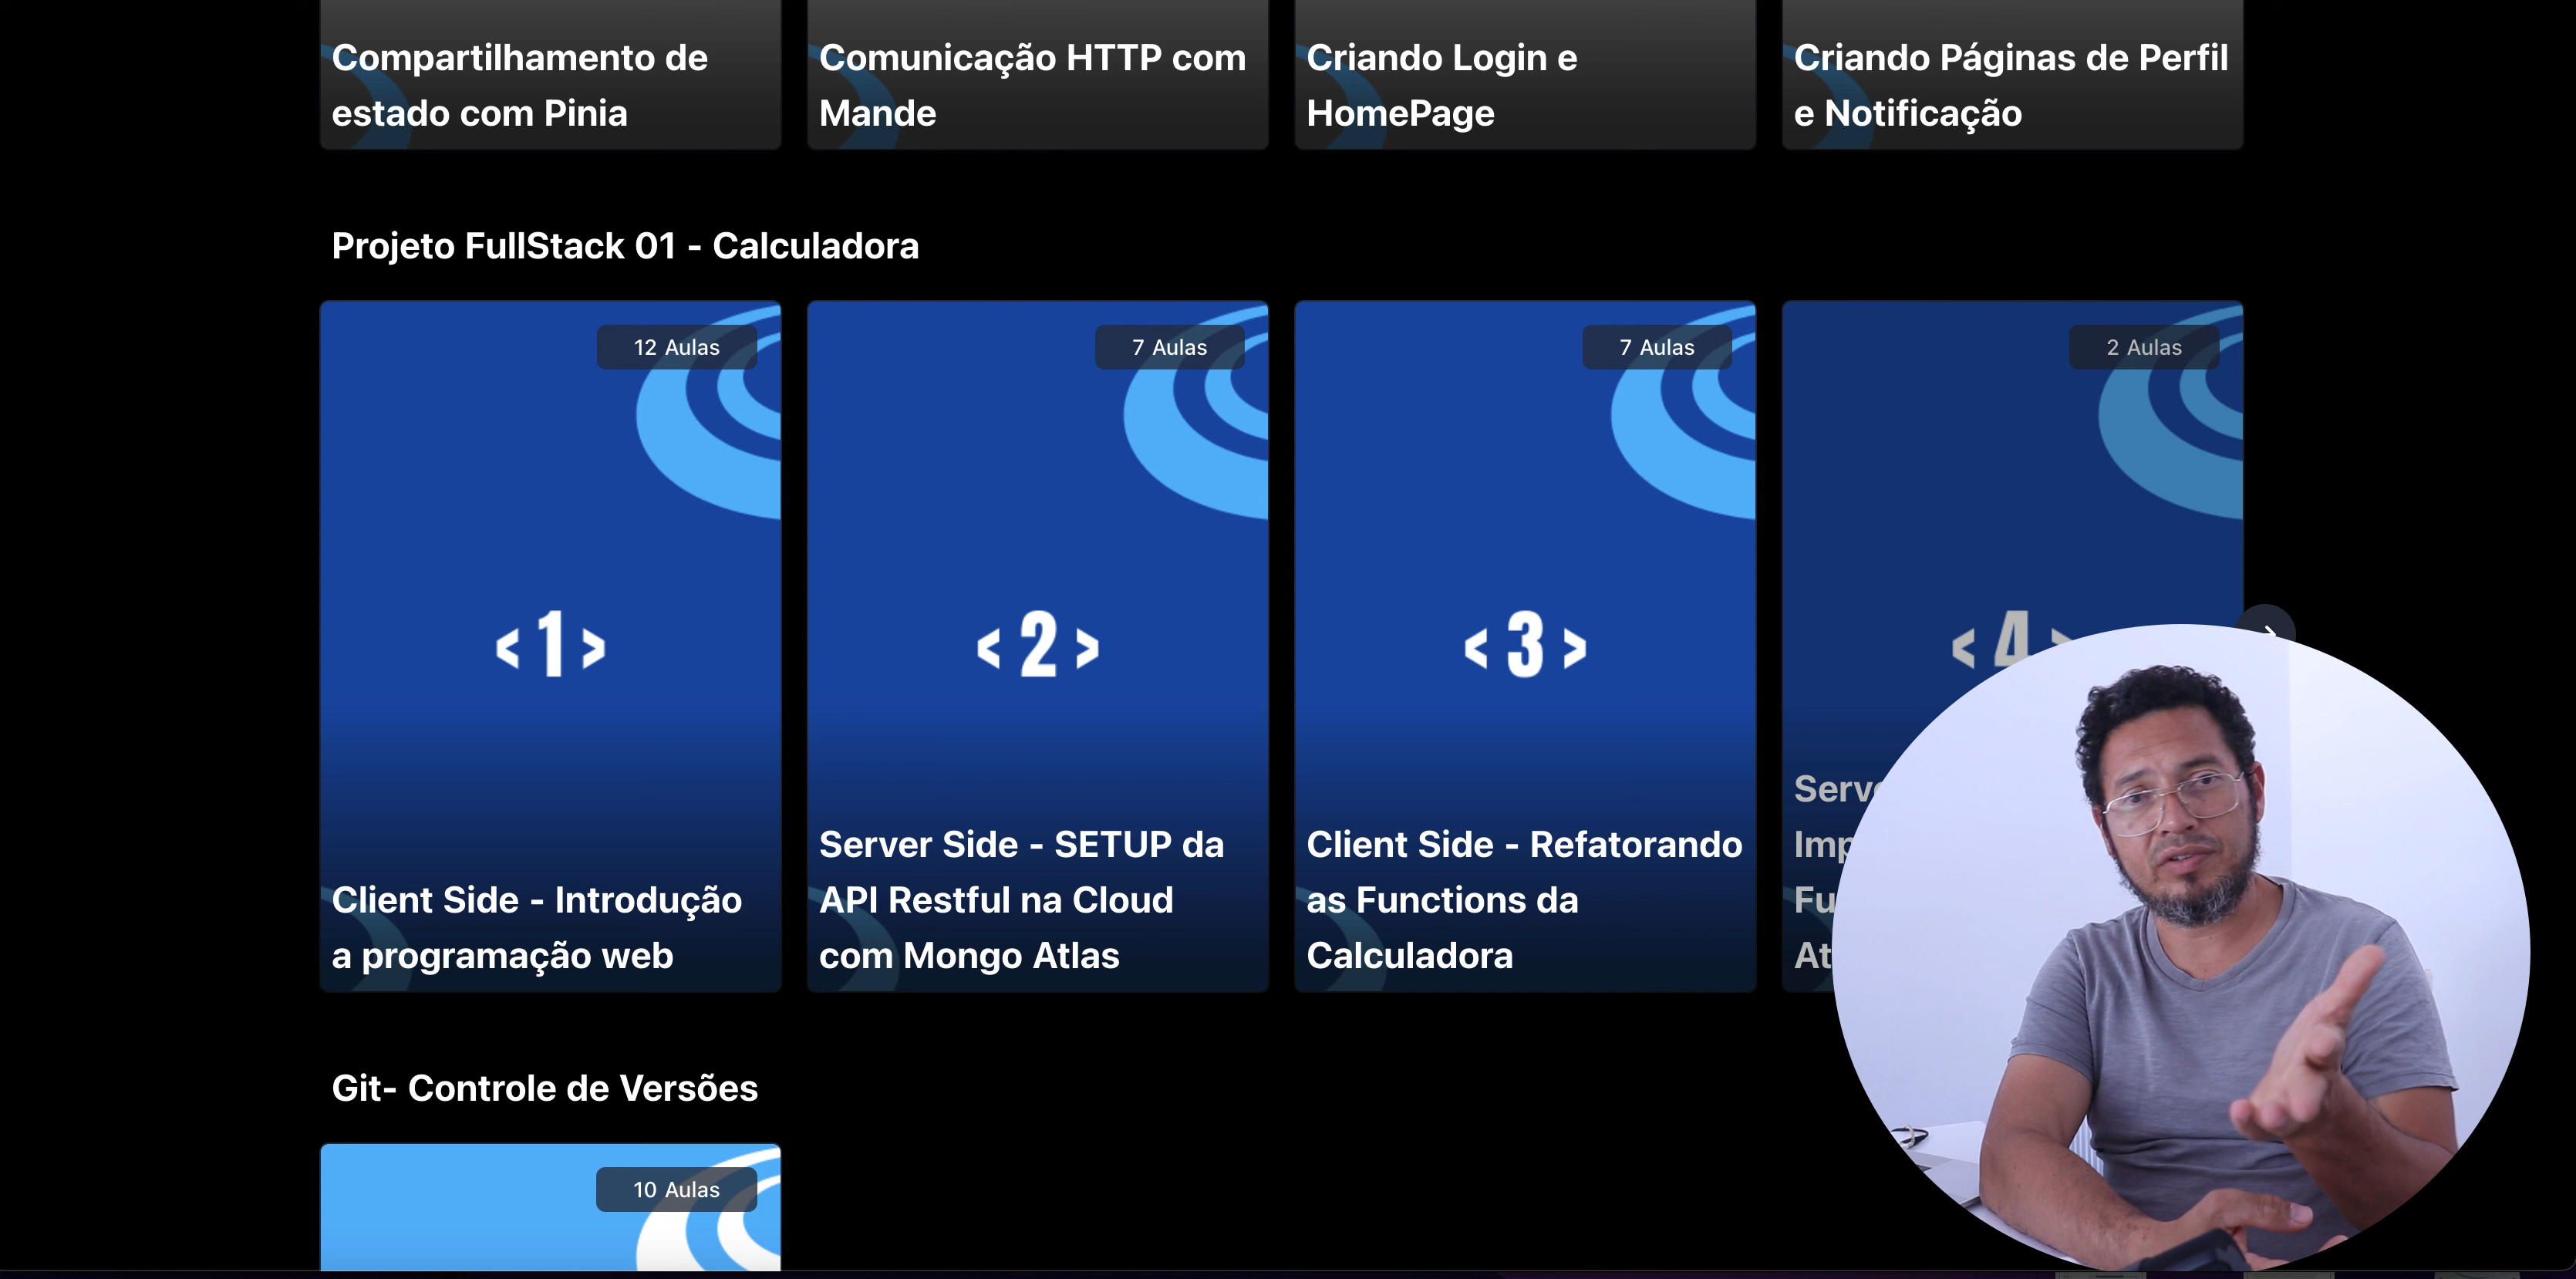 Compartilhamento de
estado com Pinia
Comunicação HTTP com
Mande
Criando Login e
HomePage
Criando Páginas de Perfil
e Notificação
Projeto FullStack 01 - Calculadora
12 Aulas
<1>
Client Side - Introdução
a programação web
7 Aulas
<2>
Server Side - SETUP da
API Restful na Cloud
com Mongo Atlas
7 Aulas
<3>
Client Side - Refatorando
as Functions da
Calculadora
2 Aulas
<4>
Git- Controle de Versões
10 Aulas